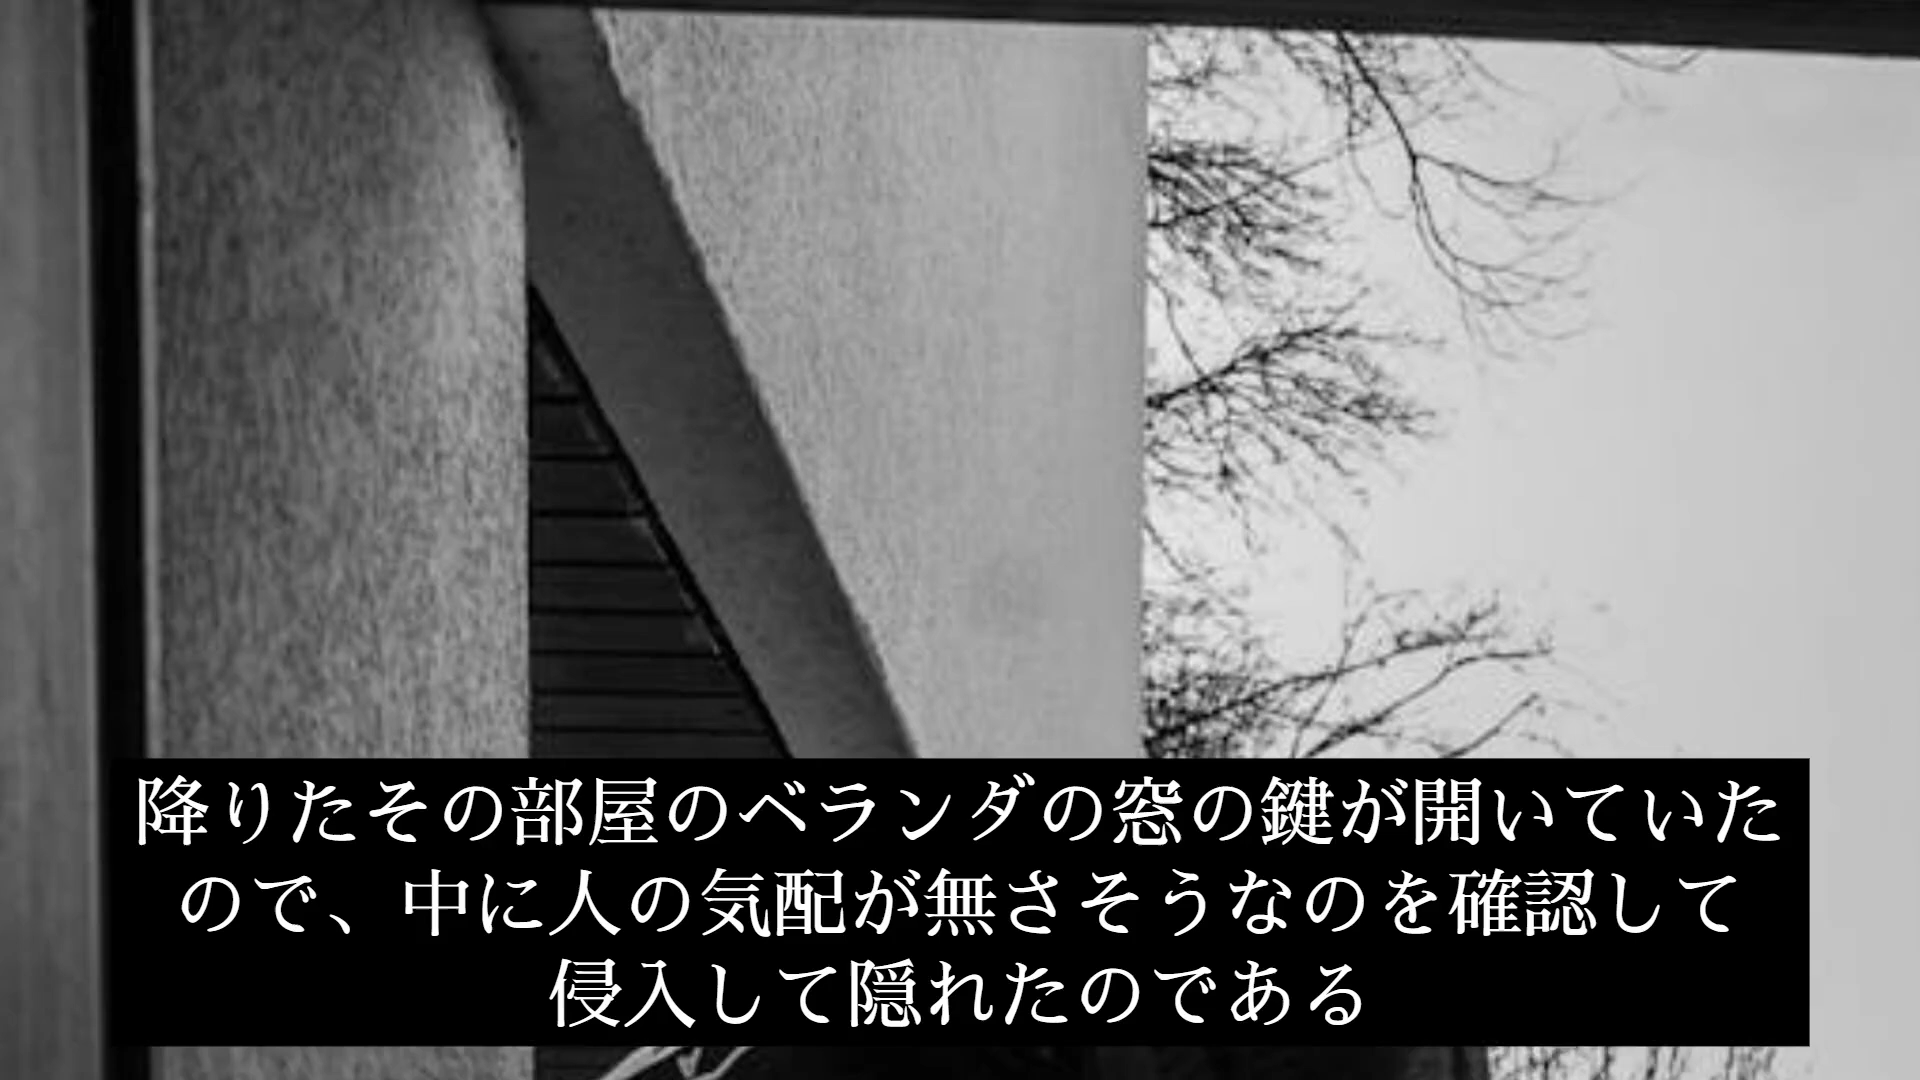 降りたその部屋のベランダの窓の鍵が開いていた
ので、中に人の気配が無さそうなのを確認して
侵入して隠れたのである